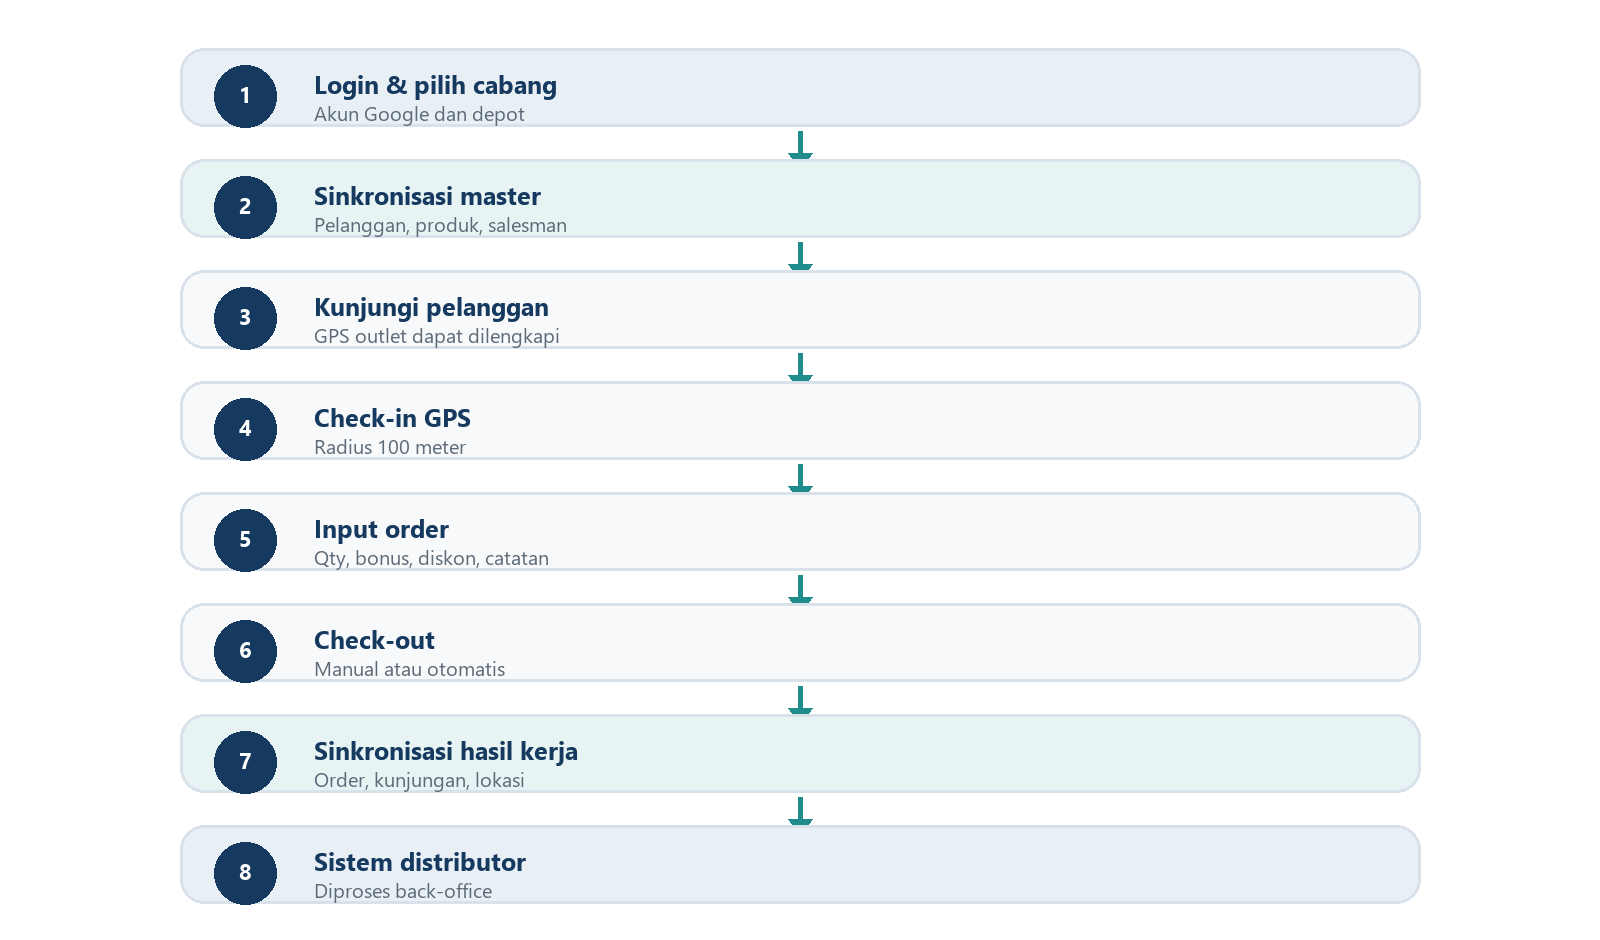 1
Login & pilih cabang
Akun Google dan depot
2
Sinkronisasi master
Pelanggan, produk, salesman
3
Kunjungi pelanggan
GPS outlet dapat dilengkapi
4
Check-in GPS
Radius 100 meter
5
Input order
Qty, bonus, diskon, catatan
6
Check-out
Manual atau otomatis
7
Sinkronisasi hasil kerja
Order, kunjungan, lokasi
8
Sistem distributor
Diproses back-office